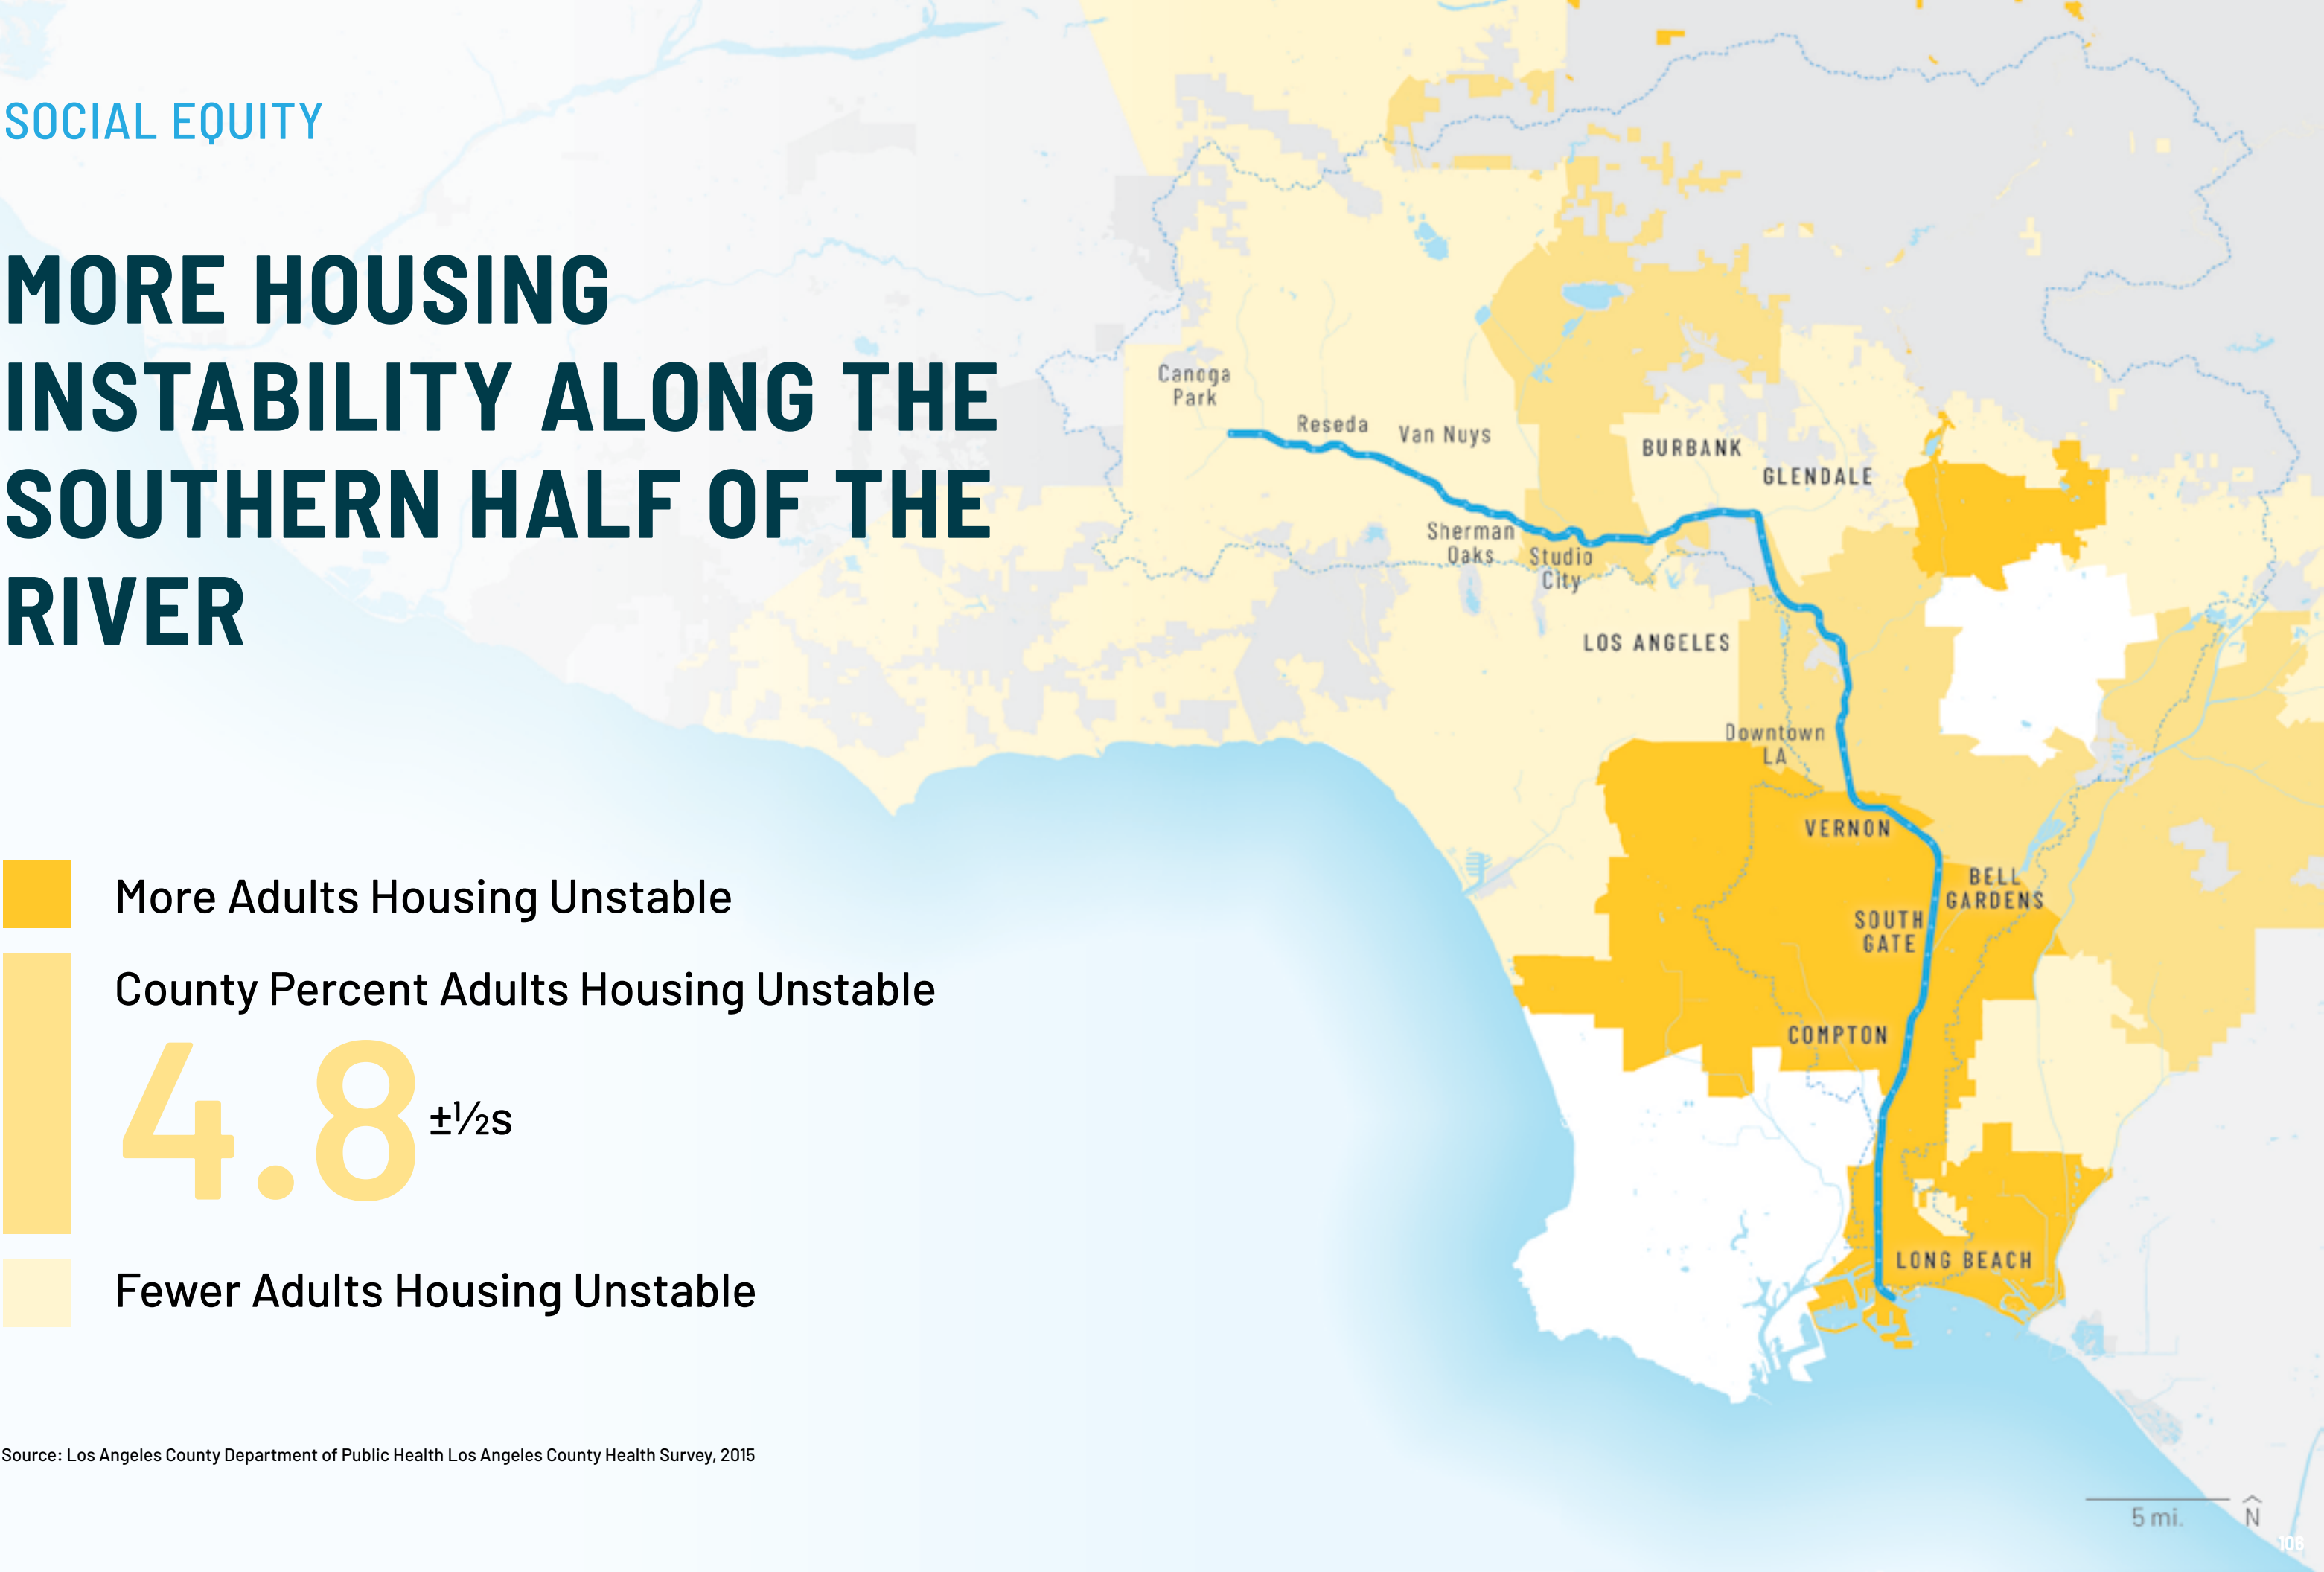 SOCIAL EQUITY
MORE HOUSING
INSTABILITY ALONG THE
SOUTHERN HALF OF THE
RIVER
More Adults Housing Unstable
County Percent Adults Housing Unstable
4.8 ±½s
Fewer Adults Housing Unstable
Source: Los Angeles County Department of Public Health Los Angeles County Health Survey, 2015
Canoga
Park
Reseda
Van Nuys
BURBANK
GLENDALE
Sherman
Oaks
Studio
City
LOS ANGELES
Downtown
LA
VERNON
BELL
GARDENS
SOUTH
GATE
COMPTON
LONG BEACH
5 mi.
N
106